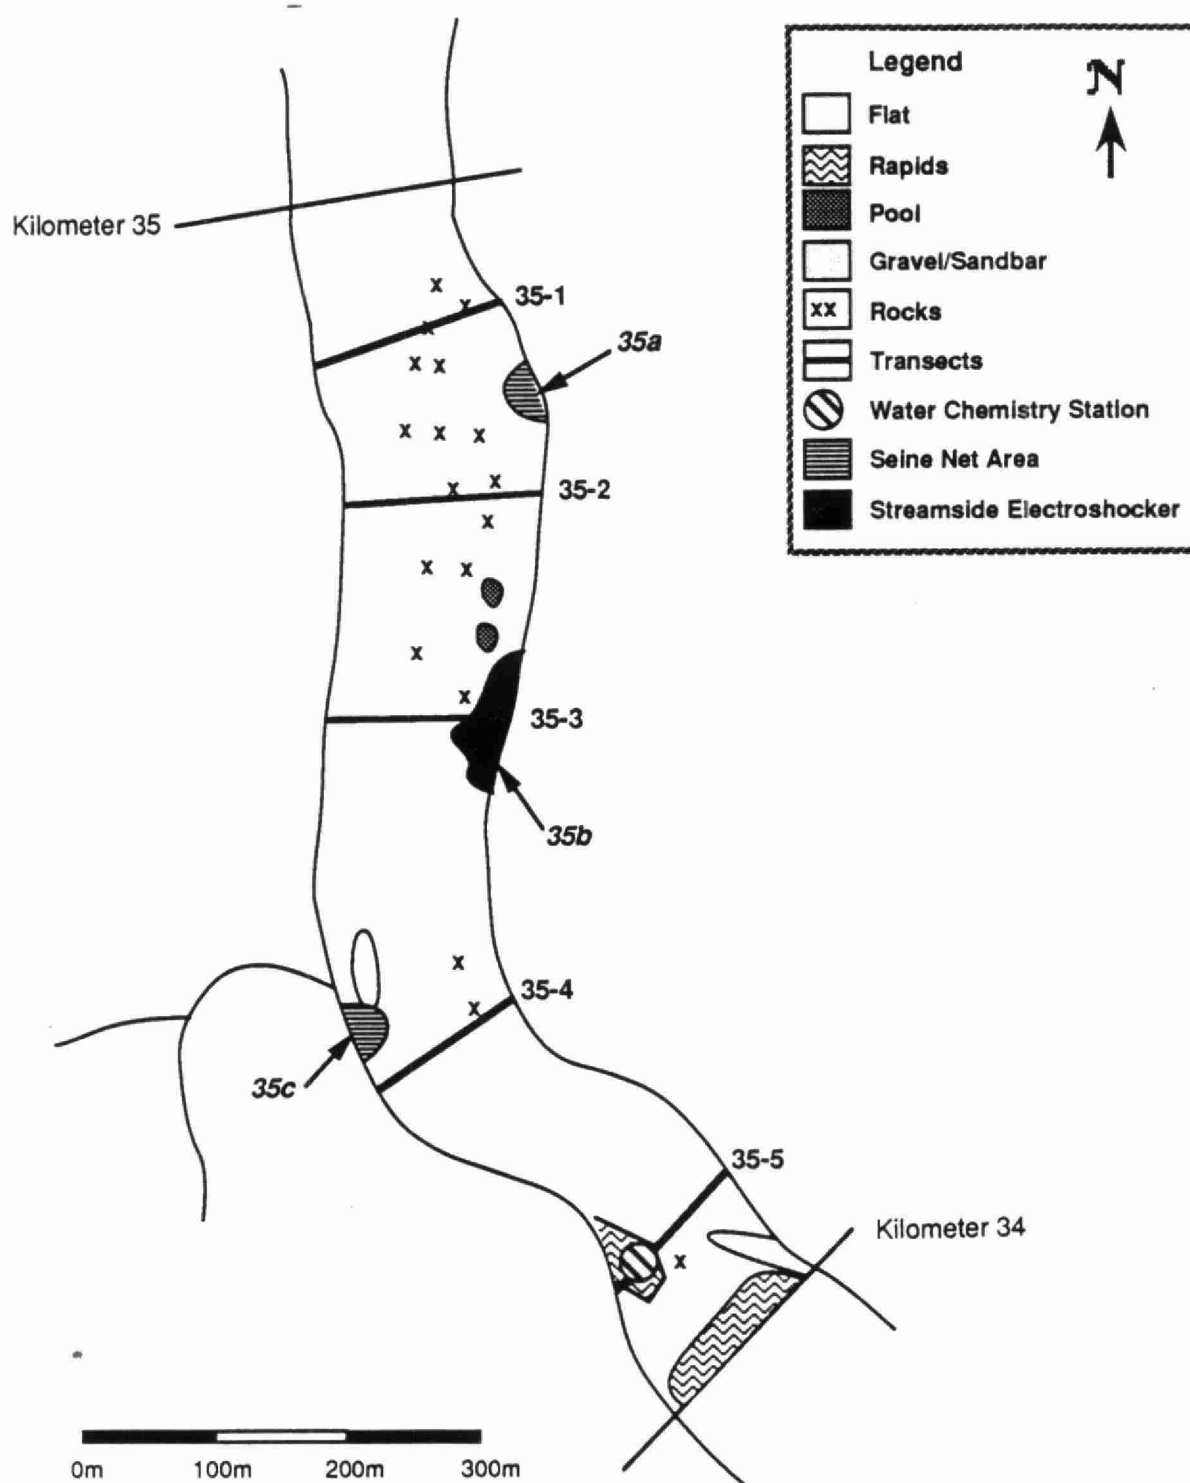 Legend
N
Flat
Rapids
Pool
Gravel/Sandbar
xx Rocks
Transects
Water Chemistry Station
Seine Net Area
Streamside Electroshocker
Kilometer 35
x
x
35-1
x
35a
x x
x x x
x
x
35-2
x
x x
x
x
35-3
35b
x
35-4
x
35c
35-5
Kilometer 34
x
0m 100m 200m 300m